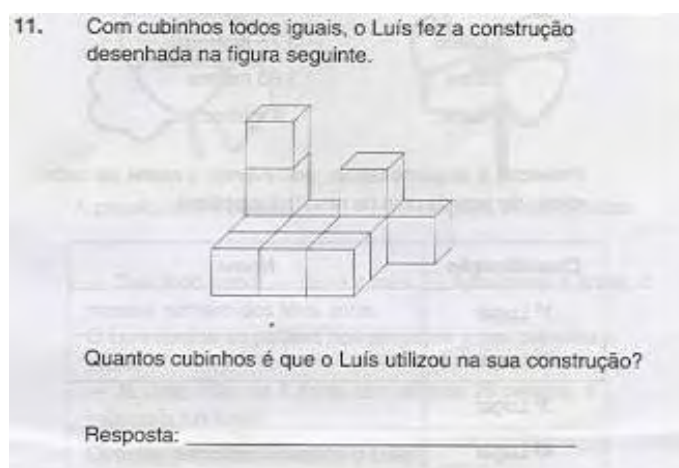 11. Com cubinhos todos iguais, o Luís fez a construção
desenhada na figura seguinte.
Quantos cubinhos é que o Luís utilizou na sua construção?
Resposta: